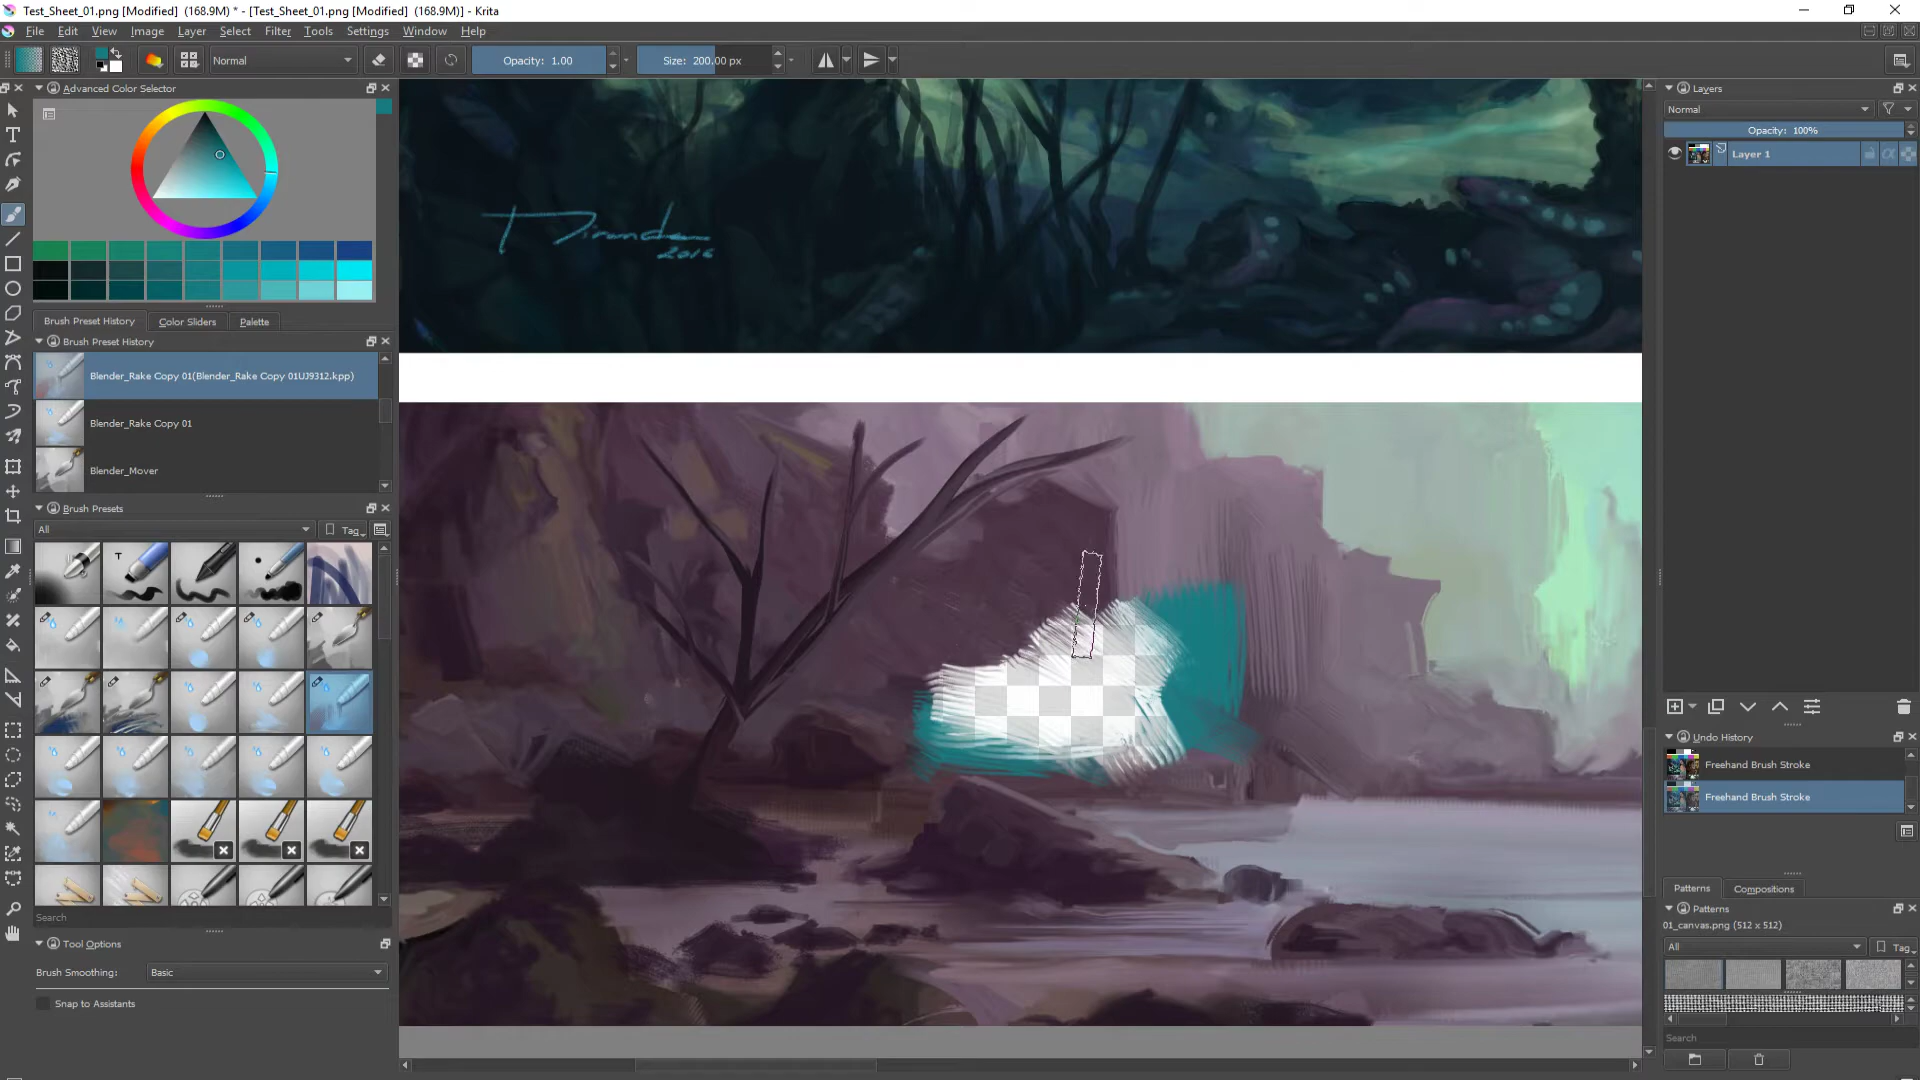 Test_Sheet_01.png [Modified]  (168.9M) * - [Test_Sheet_01.png [Modified]  (168.9M)] - Krita
File Edit View Image Layer Select Filter Tools Settings Window Help
Normal
Opacity: 1.00
Size: 200.00 px
Advanced Color Selector
Brush Preset History
Color Sliders
Palette
Brush Preset History
Blender_Rake Copy 01(Blender_Rake Copy 01UJ9312.kpp)
Blender_Rake Copy 01
Blender_Mover
Brush Presets
All
Tag
Search
Tool Options
Brush Smoothing:
Basic
Snap to Assistants
2016
Layers
Normal
Opacity: 100%
Layer 1
Undo History
Freehand Brush Stroke
Freehand Brush Stroke
Patterns
Compositions
Patterns
01_canvas.png (512 x 512)
All
Tag
Search